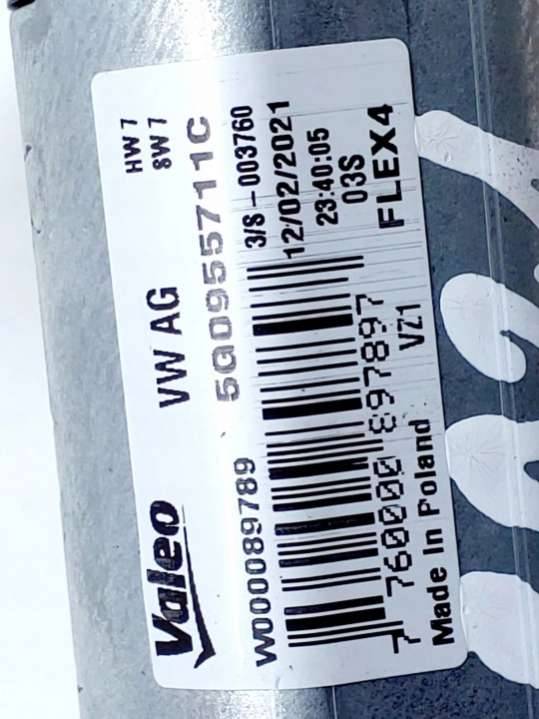 Valeo
VW AG
HW 7
SW 7
5G0955711C
W000089789
3/S - 003760
12/02/2021
23:40:05
03S
7 760000 897897
Made In Poland
VZ1
FLEX4